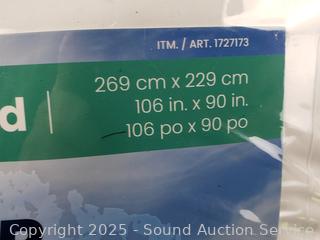 ITM. / ART. 1727173
269 cm x 229 cm
d | 106 in. x 90 in.
106 po x 90 po
Copyright 2025 - Sound Auction Service